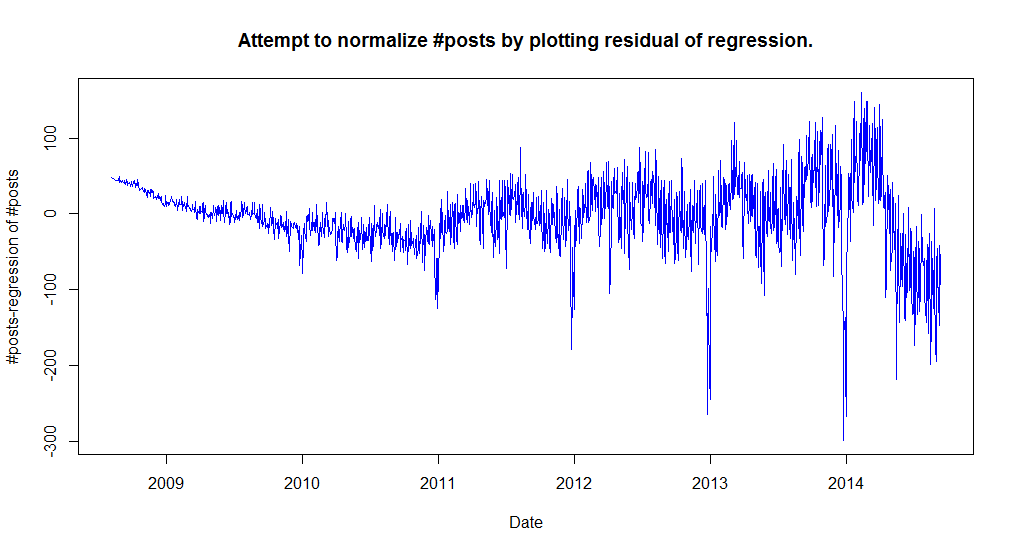 Attempt to normalize #posts by plotting residual of regression.
#posts-regression of #posts
100
0
-100
-200
-300
2009 2010 2011 2012 2013 2014
Date